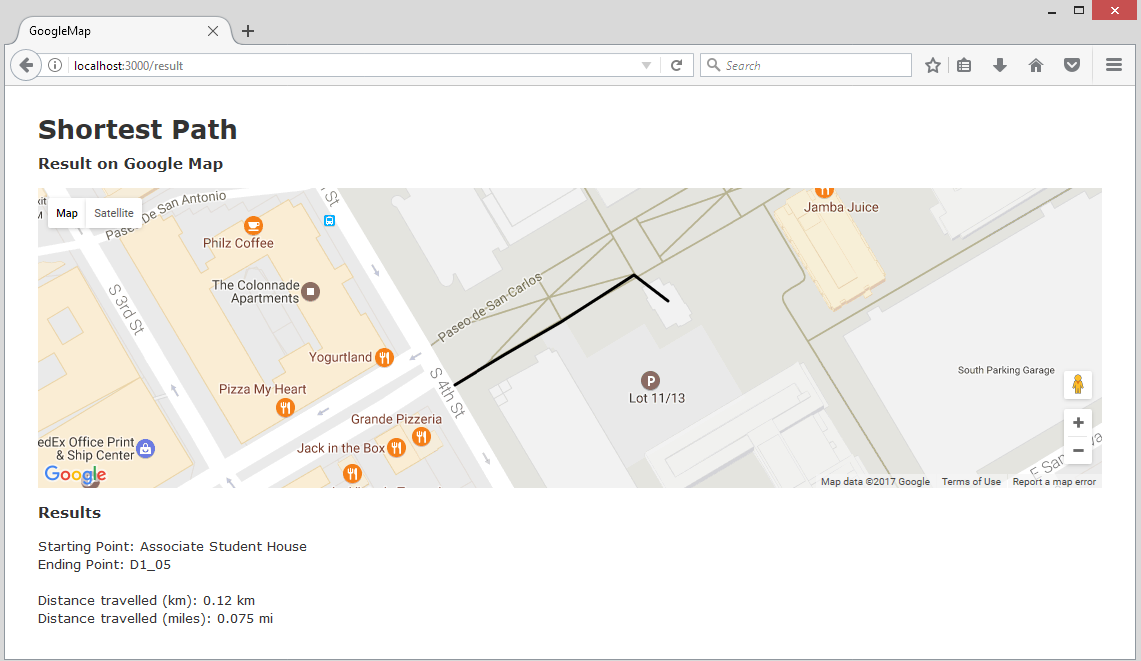 GoogleMap
localhost:3000/result
Search
Shortest Path
Result on Google Map
Map
Satellite
Paseo De San Antonio
St
Jamba Juice
Philz Coffee
The Colonnade
Apartments
S 3rd St
Paseo de San Carlos
Yogurtland
S 4th St
South Parking Garage
P
Lot 11/13
Pizza My Heart
Grande Pizzeria
Jack in the Box
edEx Office Print
& Ship Center
Google
E San
Map data ©2017 Google
Terms of Use
Report a map error
Results
Starting Point: Associate Student House
Ending Point: D1_05
Distance travelled (km): 0.12 km
Distance travelled (miles): 0.075 mi